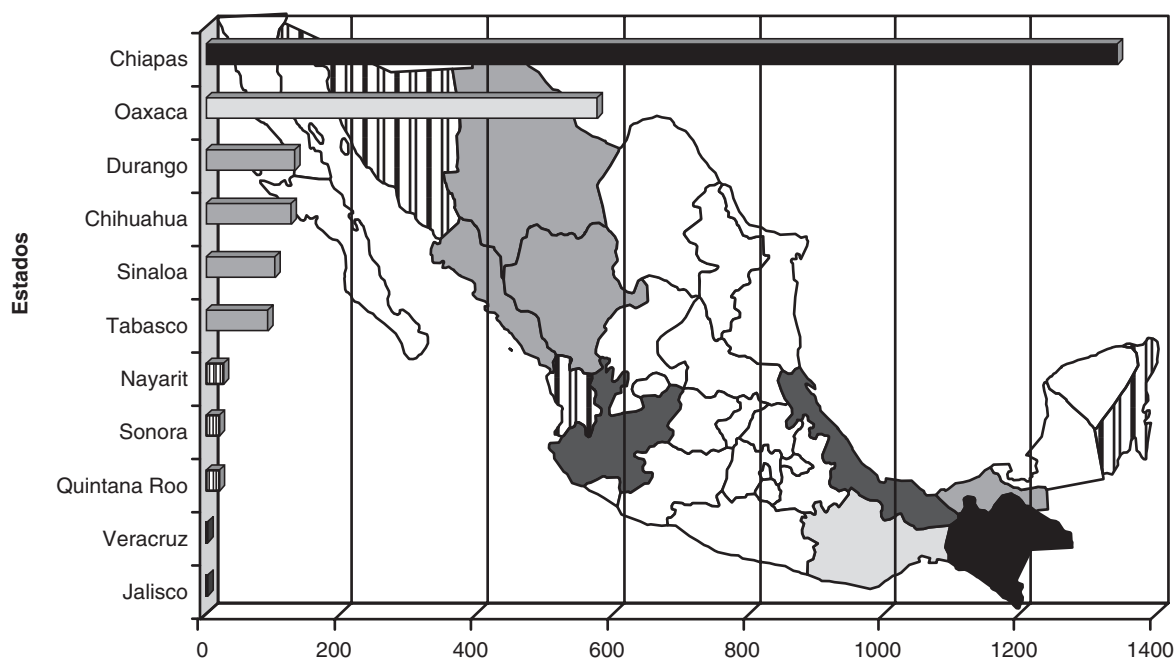 Estados
Chiapas
Oaxaca
Durango
Chihuahua
Sinaloa
Tabasco
Nayarit
Sonora
Quintana Roo
Veracruz
Jalisco
0 200 400 600 800 1000 1200 1400